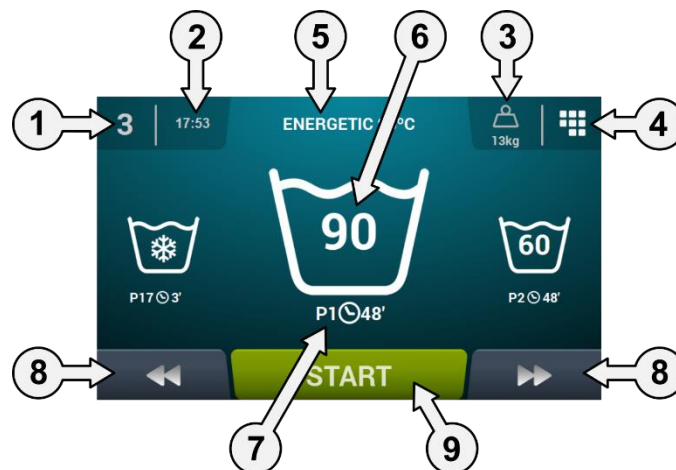 2 5 6 3
1 3 17:53 ENERGETIC ºC 13kg 4
90
60
P17 3'
P1 48'
P2 48'
8 START 8
7 9